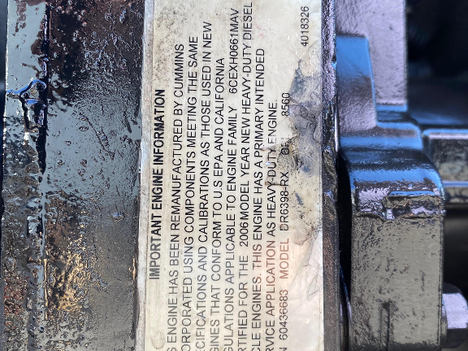 IMPORTANT ENGINE INFORMATION
S ENGINE HAS BEEN REMANUFACTURED BY CUMMINS
ORPORATED USING COMPONENTS MEETING THE SAME
ECIFICATIONS AND CALIBRATIONS AS THOSE USED IN NEW
GINES THAT CONFORM TO U.S EPA AND CALIFORNIA
GULATIONS APPLICABLE TO ENGINE FAMILY 6CEXH0661MAV
RTIFIED FOR THE 2006 MODEL YEAR NEW HEAVY-DUTY DIESEL
CLE ENGINES. THIS ENGINE HAS A PRIMARY INTENDED
RVICE APPLICATION AS HEAVY-DUTY ENGINE.
N 60436683 MODEL DR6398-RX 8560
4018326